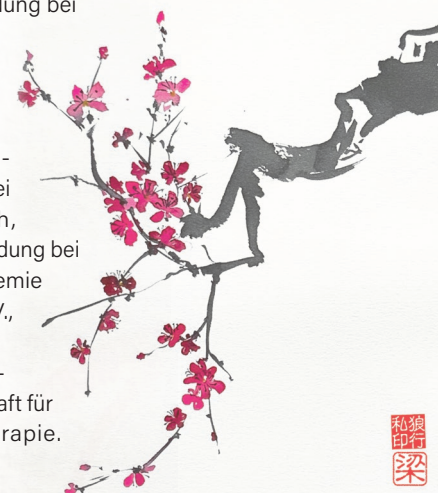 dung bei
-
ei
h,
dung bei
emie
V.,
-
aft für
rapie.
狼行
私印
梁